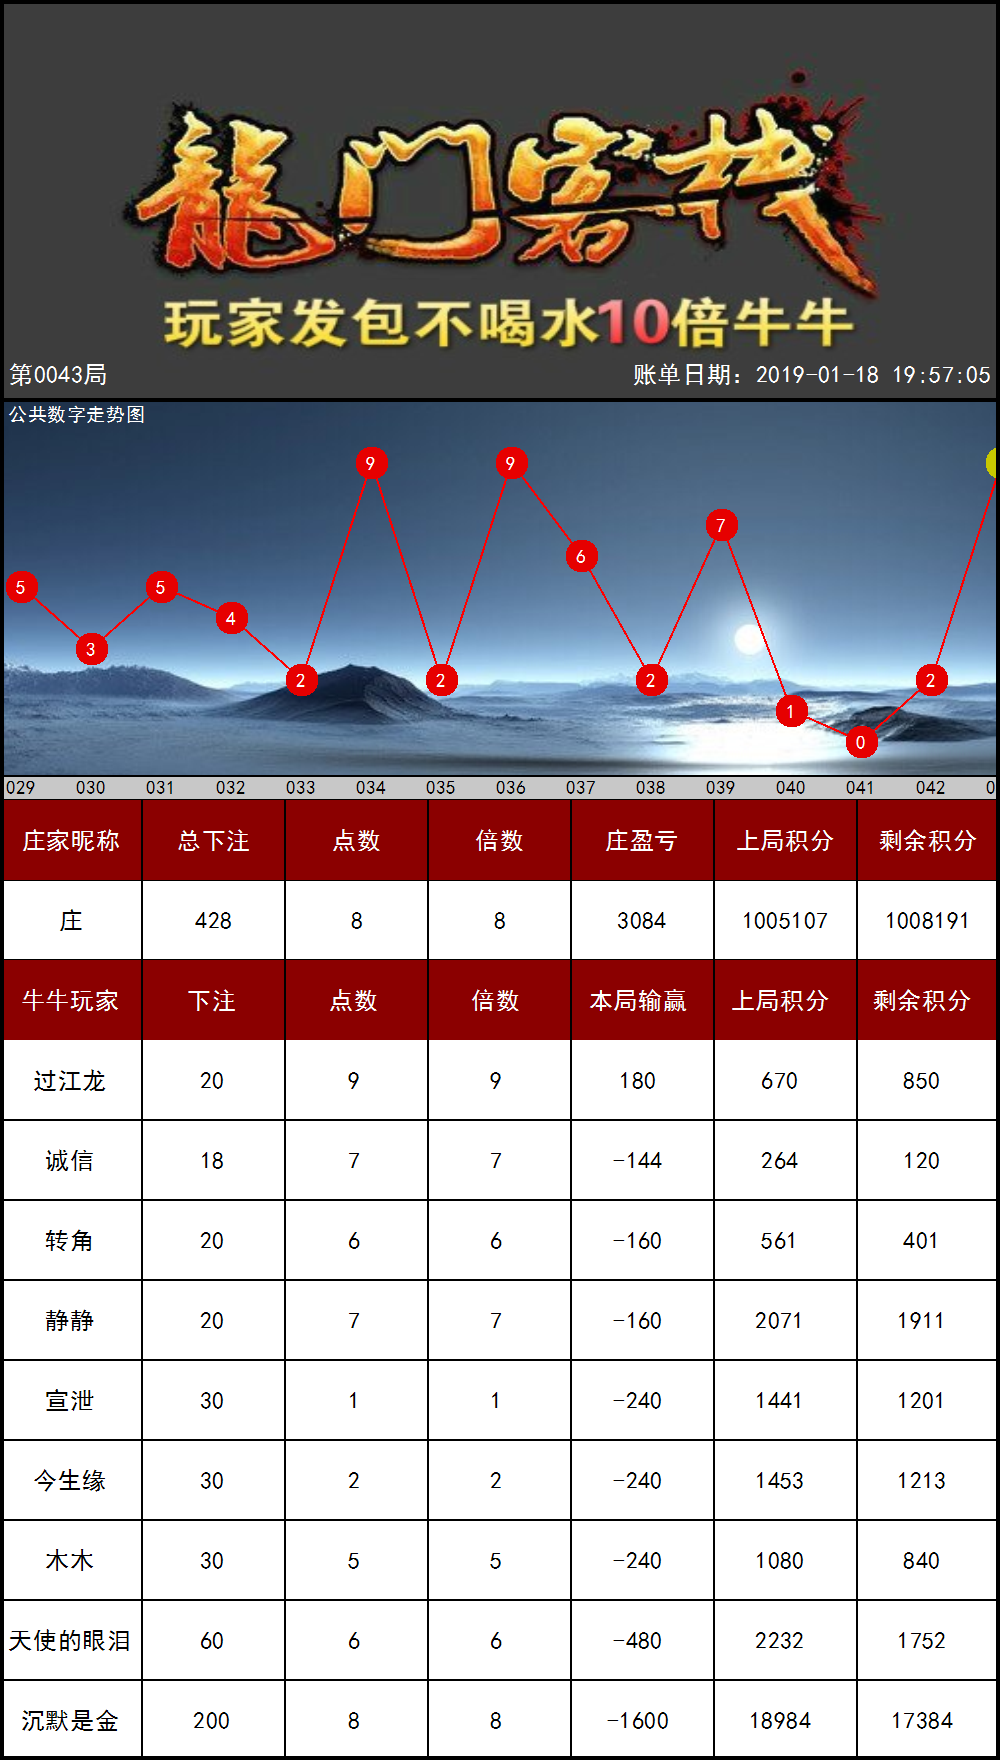 龍门客栈
玩家发包不喝水10倍牛牛
第0043局 账单日期：2019-01-18 19:57:05
公共数字走势图
5 3 5 4 2 9 2 9 6 2 7 1 0 2
029 030 031 032 033 034 035 036 037 038 039 040 041 042 0
庄家昵称 总下注 点数 倍数 庄盈亏 上局积分 剩余积分
庄 428 8 8 3084 1005107 1008191
牛牛玩家 下注 点数 倍数 本局输赢 上局积分 剩余积分
过江龙 20 9 9 180 670 850
诚信 18 7 7 -144 264 120
转角 20 6 6 -160 561 401
静静 20 7 7 -160 2071 1911
宣泄 30 1 1 -240 1441 1201
今生缘 30 2 2 -240 1453 1213
木木 30 5 5 -240 1080 840
天使的眼泪 60 6 6 -480 2232 1752
沉默是金 200 8 8 -1600 18984 17384